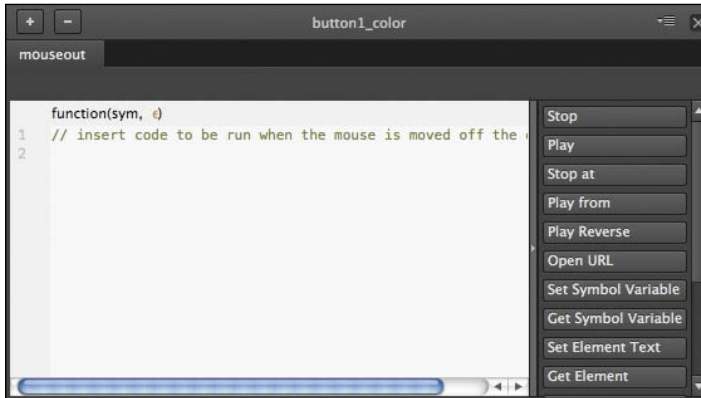 + - button1_color
mouseout
function(sym, e)
1 // insert code to be run when the mouse is moved off the
2
Stop
Play
Stop at
Play from
Play Reverse
Open URL
Set Symbol Variable
Get Symbol Variable
Set Element Text
Get Element